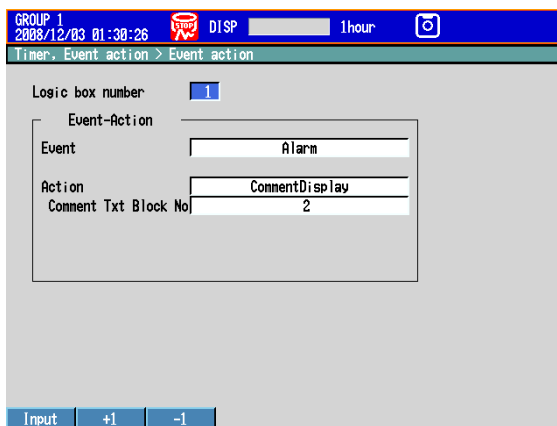 GROUP 1
2008/12/03 01:30:26
STOP
DISP
1hour
Timer, Event action > Event action
Logic box number 1
Event-Action
Event Alarm
Action CommentDisplay
Comment Txt Block No 2
Input +1 -1